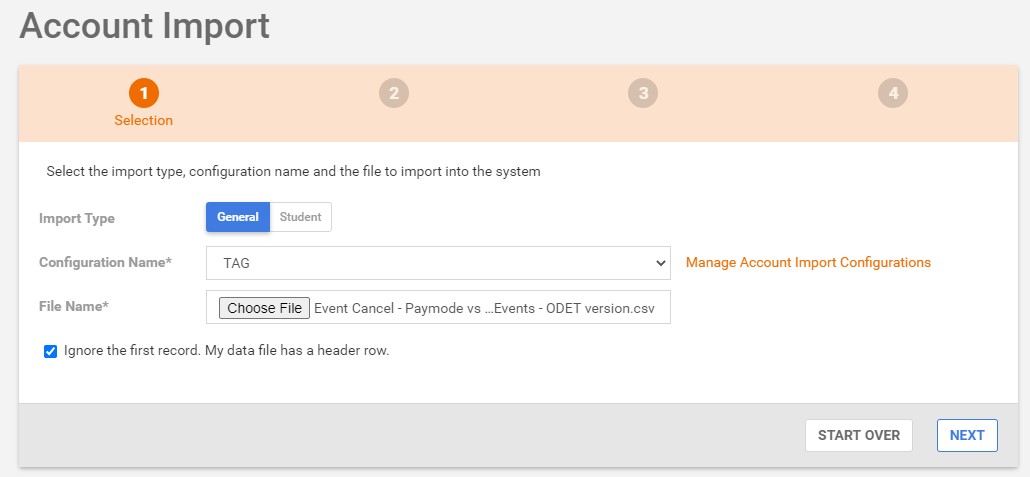 Account Import
1 2 3 4
Selection
Select the import type, configuration name and the file to import into the system
Import Type General Student
Configuration Name* TAG Manage Account Import Configurations
File Name* Choose File Event Cancel - Paymode vs ...Events - ODET version.csv
Ignore the first record. My data file has a header row.
START OVER NEXT